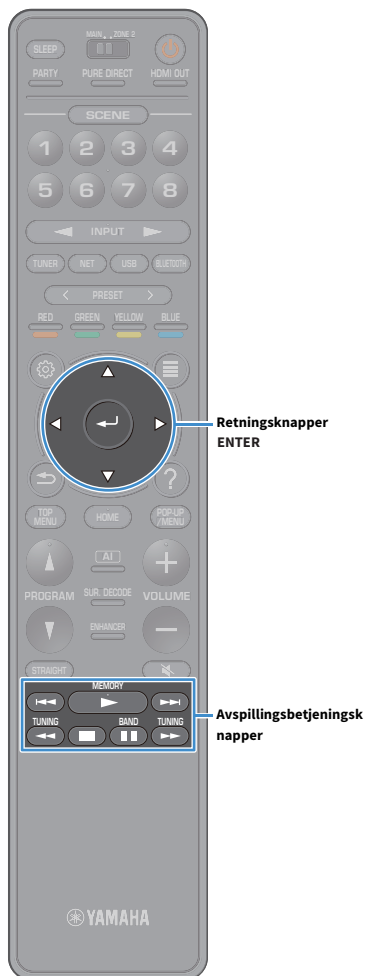 MAIN ZONE 2
SLEEP
PARTY PURE DIRECT HDMI OUT
SCENE
1 2 3 4
5 6 7 8
INPUT
TUNER NET USB BLUETOOTH
PRESET
RED GREEN YELLOW BLUE
Retningsknapper
ENTER
?
TOP MENU HOME POP-UP /MENU
AI
PROGRAM SUR. DECODE VOLUME
ENHANCER
STRAIGHT
MEMORY
TUNING BAND TUNING
Avspillingsbetjeningsk
napper
YAMAHA